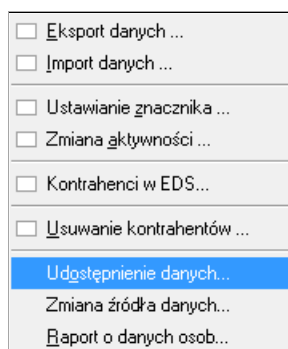 Eksport danych ...
Import danych ...
Ustawianie znacznika ...
Zmiana aktywności ...
Kontrahenci w EDS...
Usuwanie kontrahentów ...
Udostępnienie danych...
Zmiana źródła danych...
Raport o danych osob...